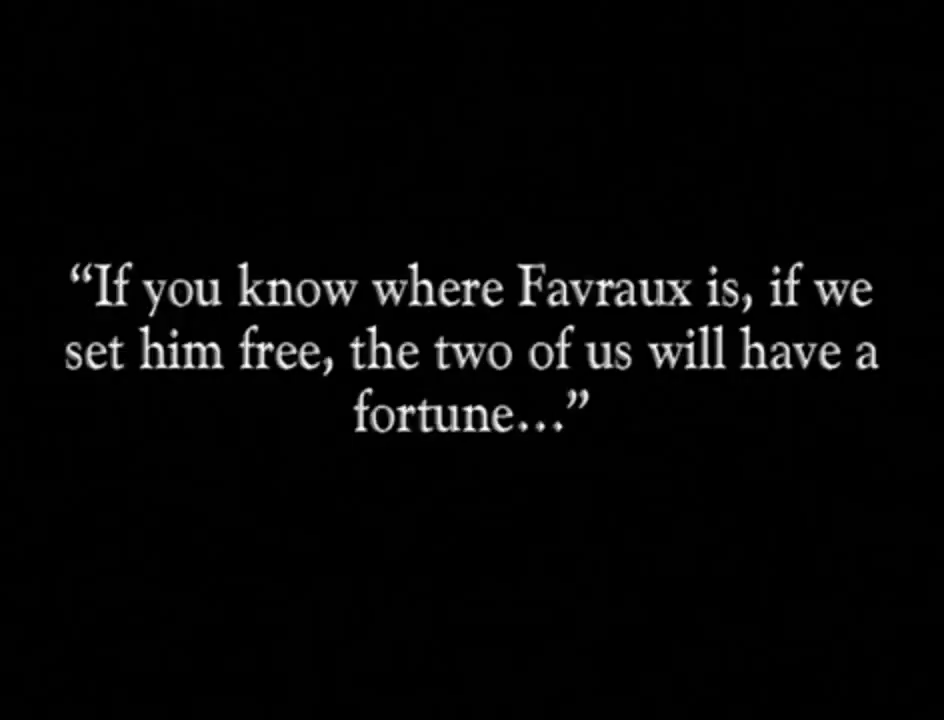 “If you know where Favraux is, if we
set him free, the two of us will have a
fortune...”